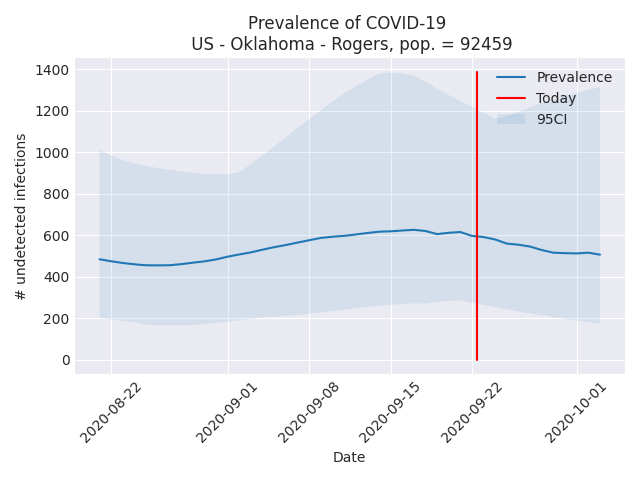 Prevalence of COVID-19
US - Oklahoma - Rogers, pop. = 92459
1400
1200
1000
800
600
400
200
0
# undetected infections
Prevalence
Today
95CI
2020-08-22
2020-09-01
2020-09-08
2020-09-15
2020-09-22
2020-10-01
Date